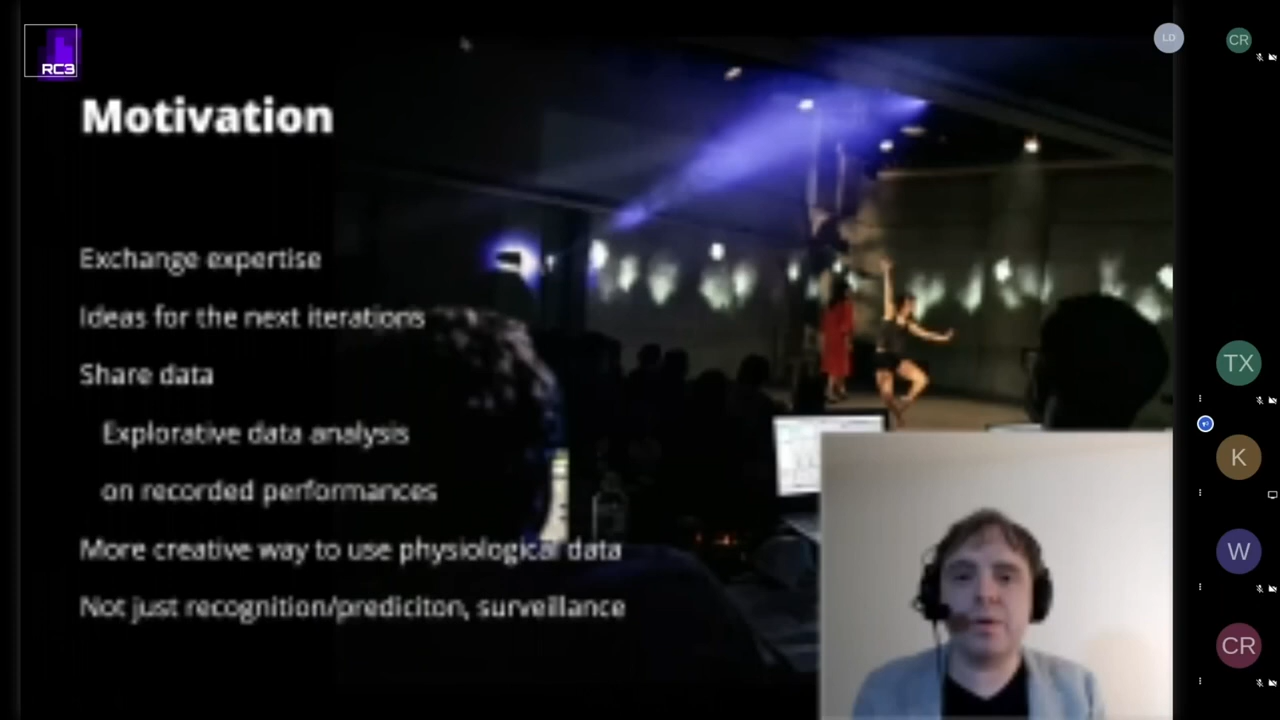 RC3
LD
CR
Motivation
Exchange expertise
Ideas for the next iterations
Share data
Explorative data analysis
on recorded performances
More creative way to use physiological data
Not just recognition/prediciton, surveillance
TX
K
W
CR